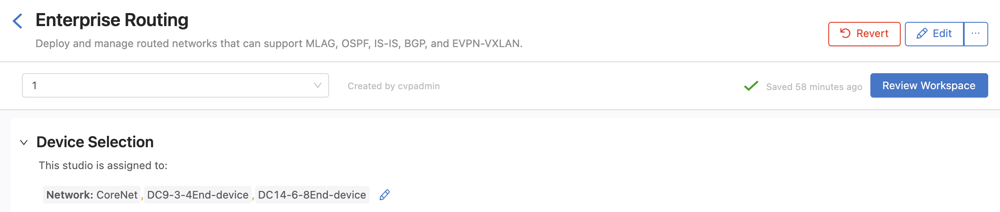 Enterprise Routing
Deploy and manage routed networks that can support MLAG, OSPF, IS-IS, BGP, and EVPN-VXLAN.
Revert
Edit
...
1
Created by cvpadmin
Saved 58 minutes ago
Review Workspace
Device Selection
This studio is assigned to:
Network: CoreNet , DC9-3-4End-device , DC14-6-8End-device